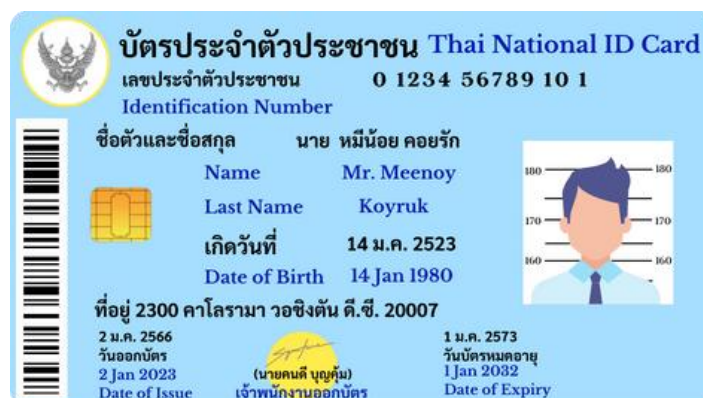 บัตรประจำตัวประชาชน Thai National ID Card
เลขประจำตัวประชาชน 0 1234 56789 10 1
Identification Number
ชื่อตัวและชื่อสกุล นาย หมีน้อย คอยรัก
Name Mr. Meenoy
Last Name Koyruk
เกิดวันที่ 14 ม.ค. 2523
Date of Birth 14 Jan 1980
180 180
170 170
160 160
ที่อยู่ 2300 คาโลรามา วอชิงตัน ดี.ซี. 20007
2 ม.ค. 2566
วันออกบัตร
2 Jan 2023
Date of Issue
(นายคนดี บุญคุ้ม)
เจ้าพนักงานออกบัตร
1 ม.ค. 2573
วันบัตรหมดอายุ
1 Jan 2032
Date of Expiry